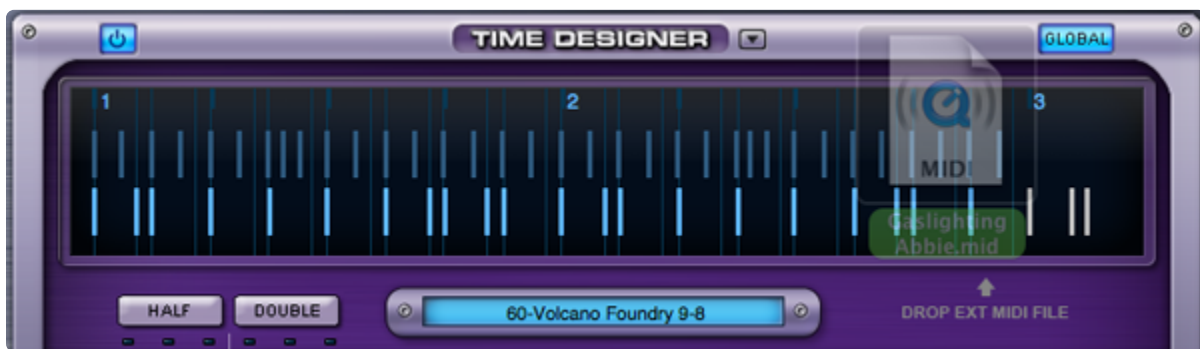 TIME DESIGNER
GLOBAL
1
2
3
MIDI
Gaslighting
Abbie.mid
HALF
DOUBLE
60-Volcano Foundry 9-8
DROP EXT MIDI FILE